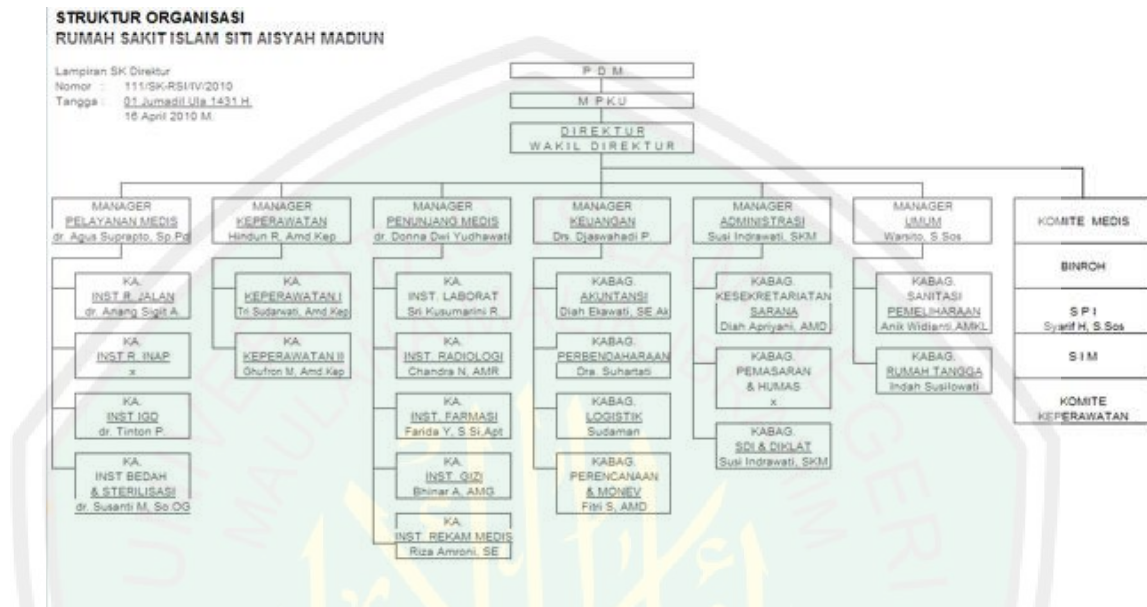 STRUKTUR ORGANISASI
RUMAH SAKIT ISLAM SITI AISYAH MADIUN
Lampiran SK Direktur
Nomor : 111/SK-RSI/IV/2010
Tangga : 01 Jumadil Ula 1431 H.
16 April 2010 M.
P D M
M P K U
D I R E K T U R
W A K I L D I R E K T U R
MANAGER
PELAYANAN MEDIS
dr. Agus Suprapto, Sp.Pd
KA.
INST R. JALAN
dr. Anang Sigit A.
KA.
INST R. INAP
x
KA.
INST IGD
dr. Tinton P.
KA.
INST BEDAH
& STERILISASI
dr. Susanti M, So.OG
MANAGER
KEPERAWATAN
Hindun R, Amd Kep
KA.
KEPERAWATAN I
Tri Sudarwati, Amd.Kep
KA.
KEPERAWATAN II
Ghufron M, Amd.Kep
MANAGER
PENUNJANG MEDIS
dr. Donna Dwi Yudhawati
KA.
INST. LABORAT
Sri Kusumarini R.
KA.
INST. RADIOLOGI
Chandra N, AMR
KA.
INST. FARMASI
Farida Y, S.Si,Apt
KA.
INST. GIZI
Bhinar A, AMG
KA.
INST. REKAM MEDIS
Riza Amroni, SE
MANAGER
KEUANGAN
Drs. Djaswahadi P.
KABAG.
AKUNTANSI
Diah Ekawati, SE.Ak
KABAG.
PERBENDAHARAAN
Dra. Suhartati
KABAG.
LOGISTIK
Sudaman
KABAG.
PERENCANAAN
& MONEV
Fitri S, AMD
MANAGER
ADMINISTRASI
Susi Indrawati, SKM
KABAG.
KESEKRETARIATAN
SARANA
Diah Apriyani, AMD
KABAG.
PEMASARAN
& HUMAS
x
KABAG.
SDI & DIKLAT
Susi Indrawati, SKM
MANAGER
UMUM
Warsito, S.Sos
KABAG.
SANITASI
PEMELIHARAAN
Anik Widianti,AMKL
KABAG.
RUMAH TANGGA
Indah Susilowati
KOMITE MEDIS
BINROH
S P I
Syarif H, S.Sos
S I M
KOMITE
KEPERAWATAN